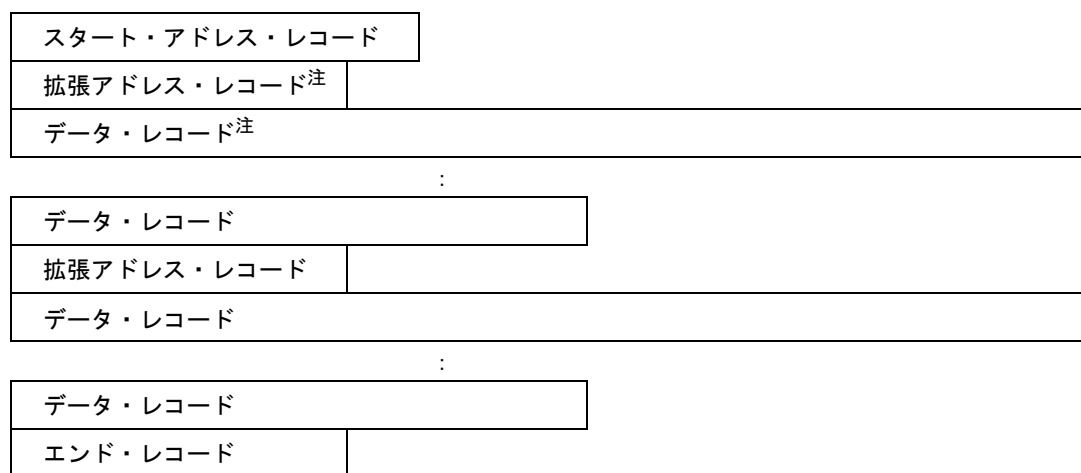 スタート・アドレス・レコード
拡張アドレス・レコード注
データ・レコード注
:
データ・レコード
拡張アドレス・レコード
データ・レコード
:
データ・レコード
エンド・レコード